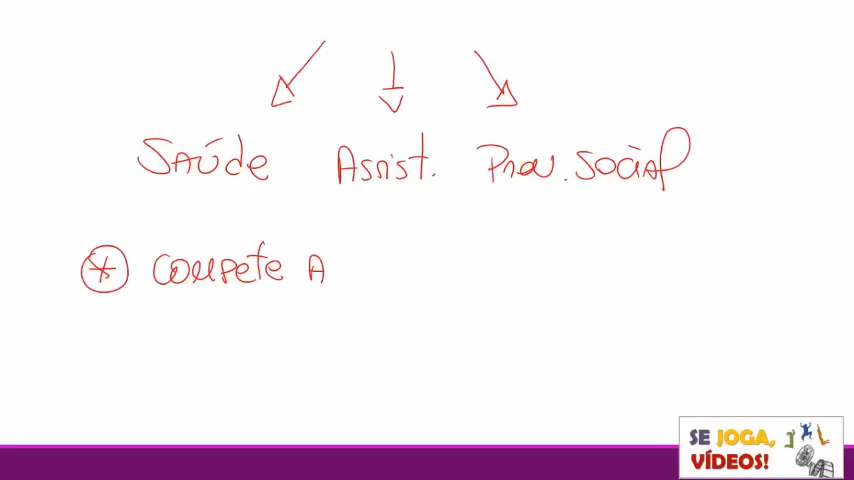 Saúde Assist. Prev. Social
* Compete A
SE JOGA,
VÍDEOS!